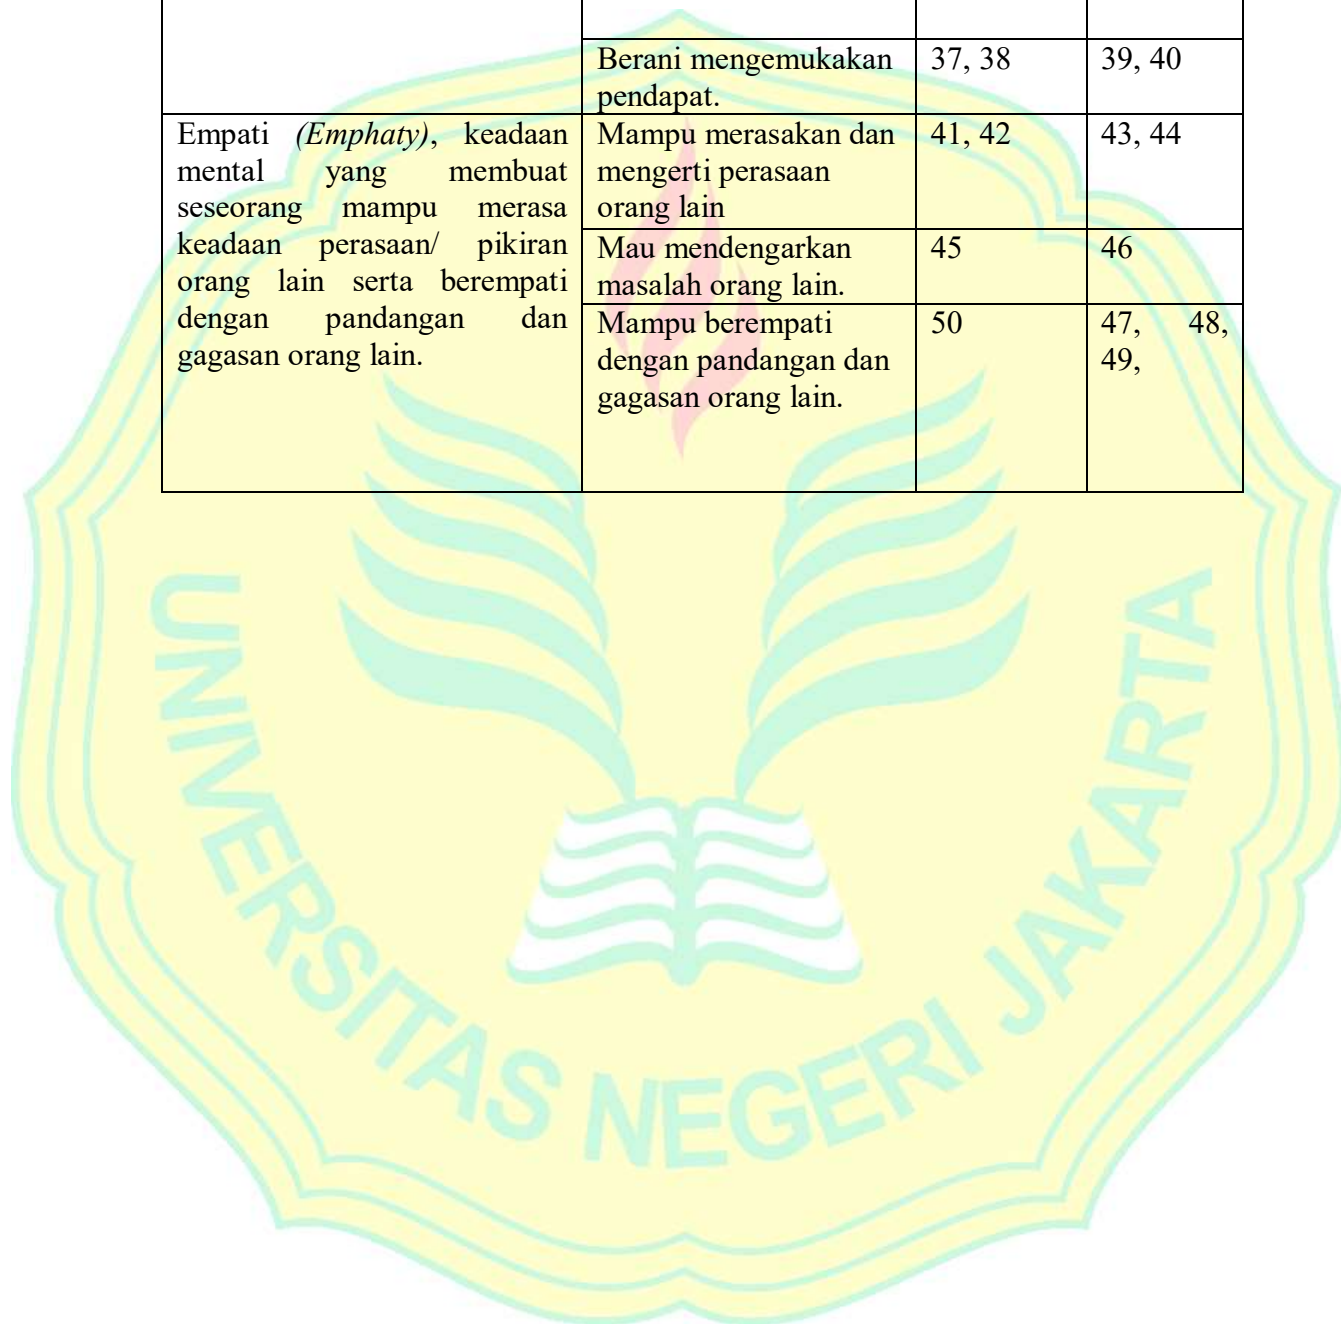 Berani mengemukakan 37, 38 39, 40
pendapat.
Empati (Emphaty), keadaan
mental yang membuat
seseorang mampu merasa
keadaan perasaan/ pikiran
orang lain serta berempati
dengan pandangan dan
gagasan orang lain.
Mampu merasakan dan 41, 42 43, 44
mengerti perasaan
orang lain
Mau mendengarkan 45 46
masalah orang lain.
Mampu berempati 50 47, 48,
dengan pandangan dan 49,
gagasan orang lain.
UNIVERSITAS NEGERI JAKARTA